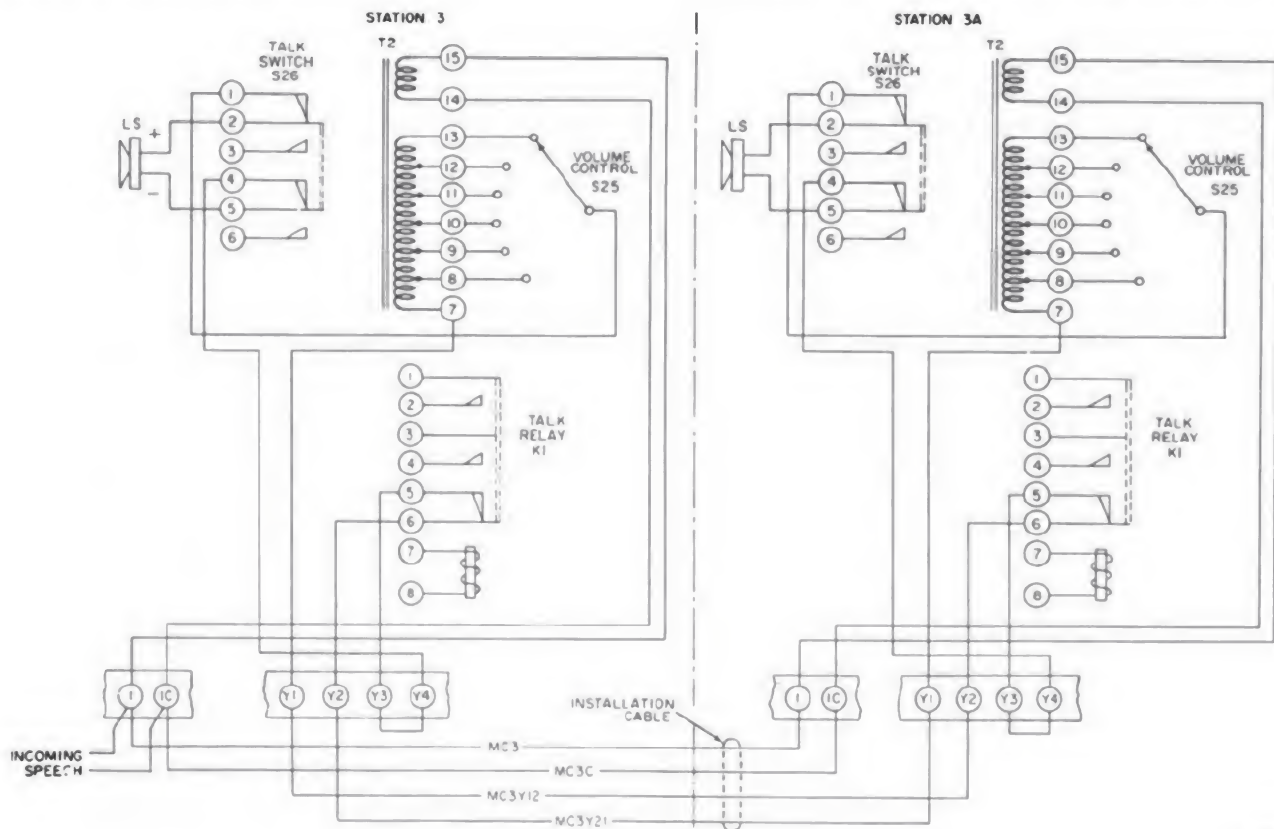 STATION 3
T2
TALK
SWITCH
S26
LS
+
-
1
2
3
4
5
6
15
14
13
12
11
10
9
8
7
VOLUME
CONTROL
S25
1
2
3
4
5
6
7
8
TALK
RELAY
K1
1
1C
Y1
Y2
Y3
Y4
INCOMING
SPEECH
STATION 3A
T2
TALK
SWITCH
S26
LS
1
2
3
4
5
6
15
14
13
12
11
10
9
8
7
VOLUME
CONTROL
S25
1
2
3
4
5
6
7
8
TALK
RELAY
K1
1
1C
Y1
Y2
Y3
Y4
INSTALLATION
CABLE
MC3
MC3C
MC3Y12
MC3Y21